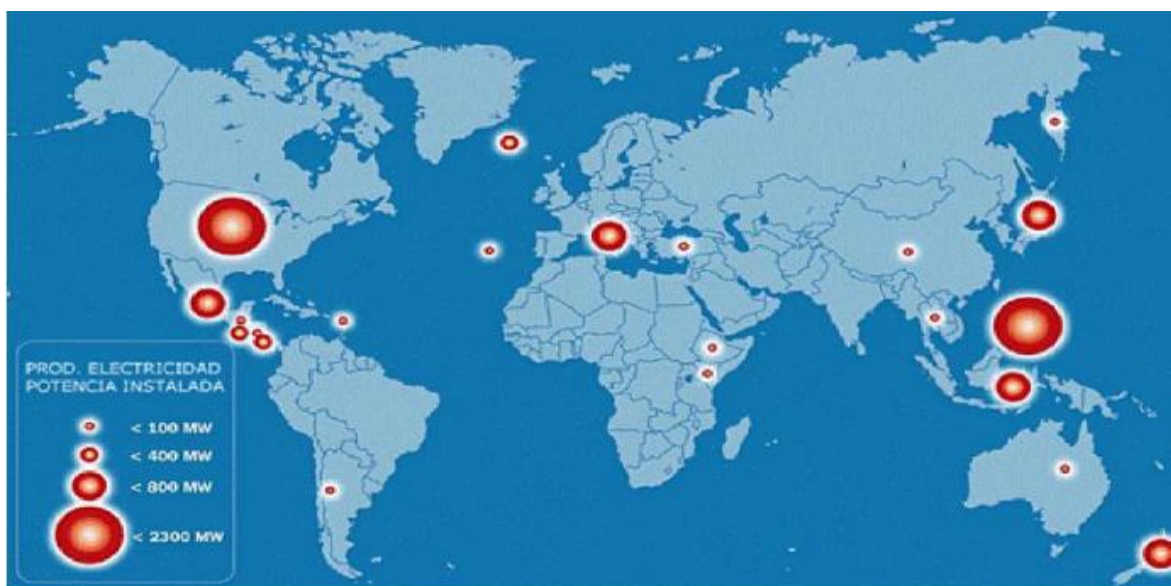 PROD. ELECTRICIDAD
POTENCIA INSTALADA
< 100 MW
< 400 MW
< 800 MW
< 2300 MW